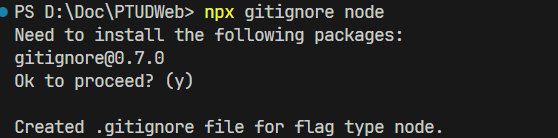 PS D:\Doc\PTUDWeb> npx gitignore node
Need to install the following packages:
gitignore@0.7.0
Ok to proceed? (y)
Created .gitignore file for flag type node.